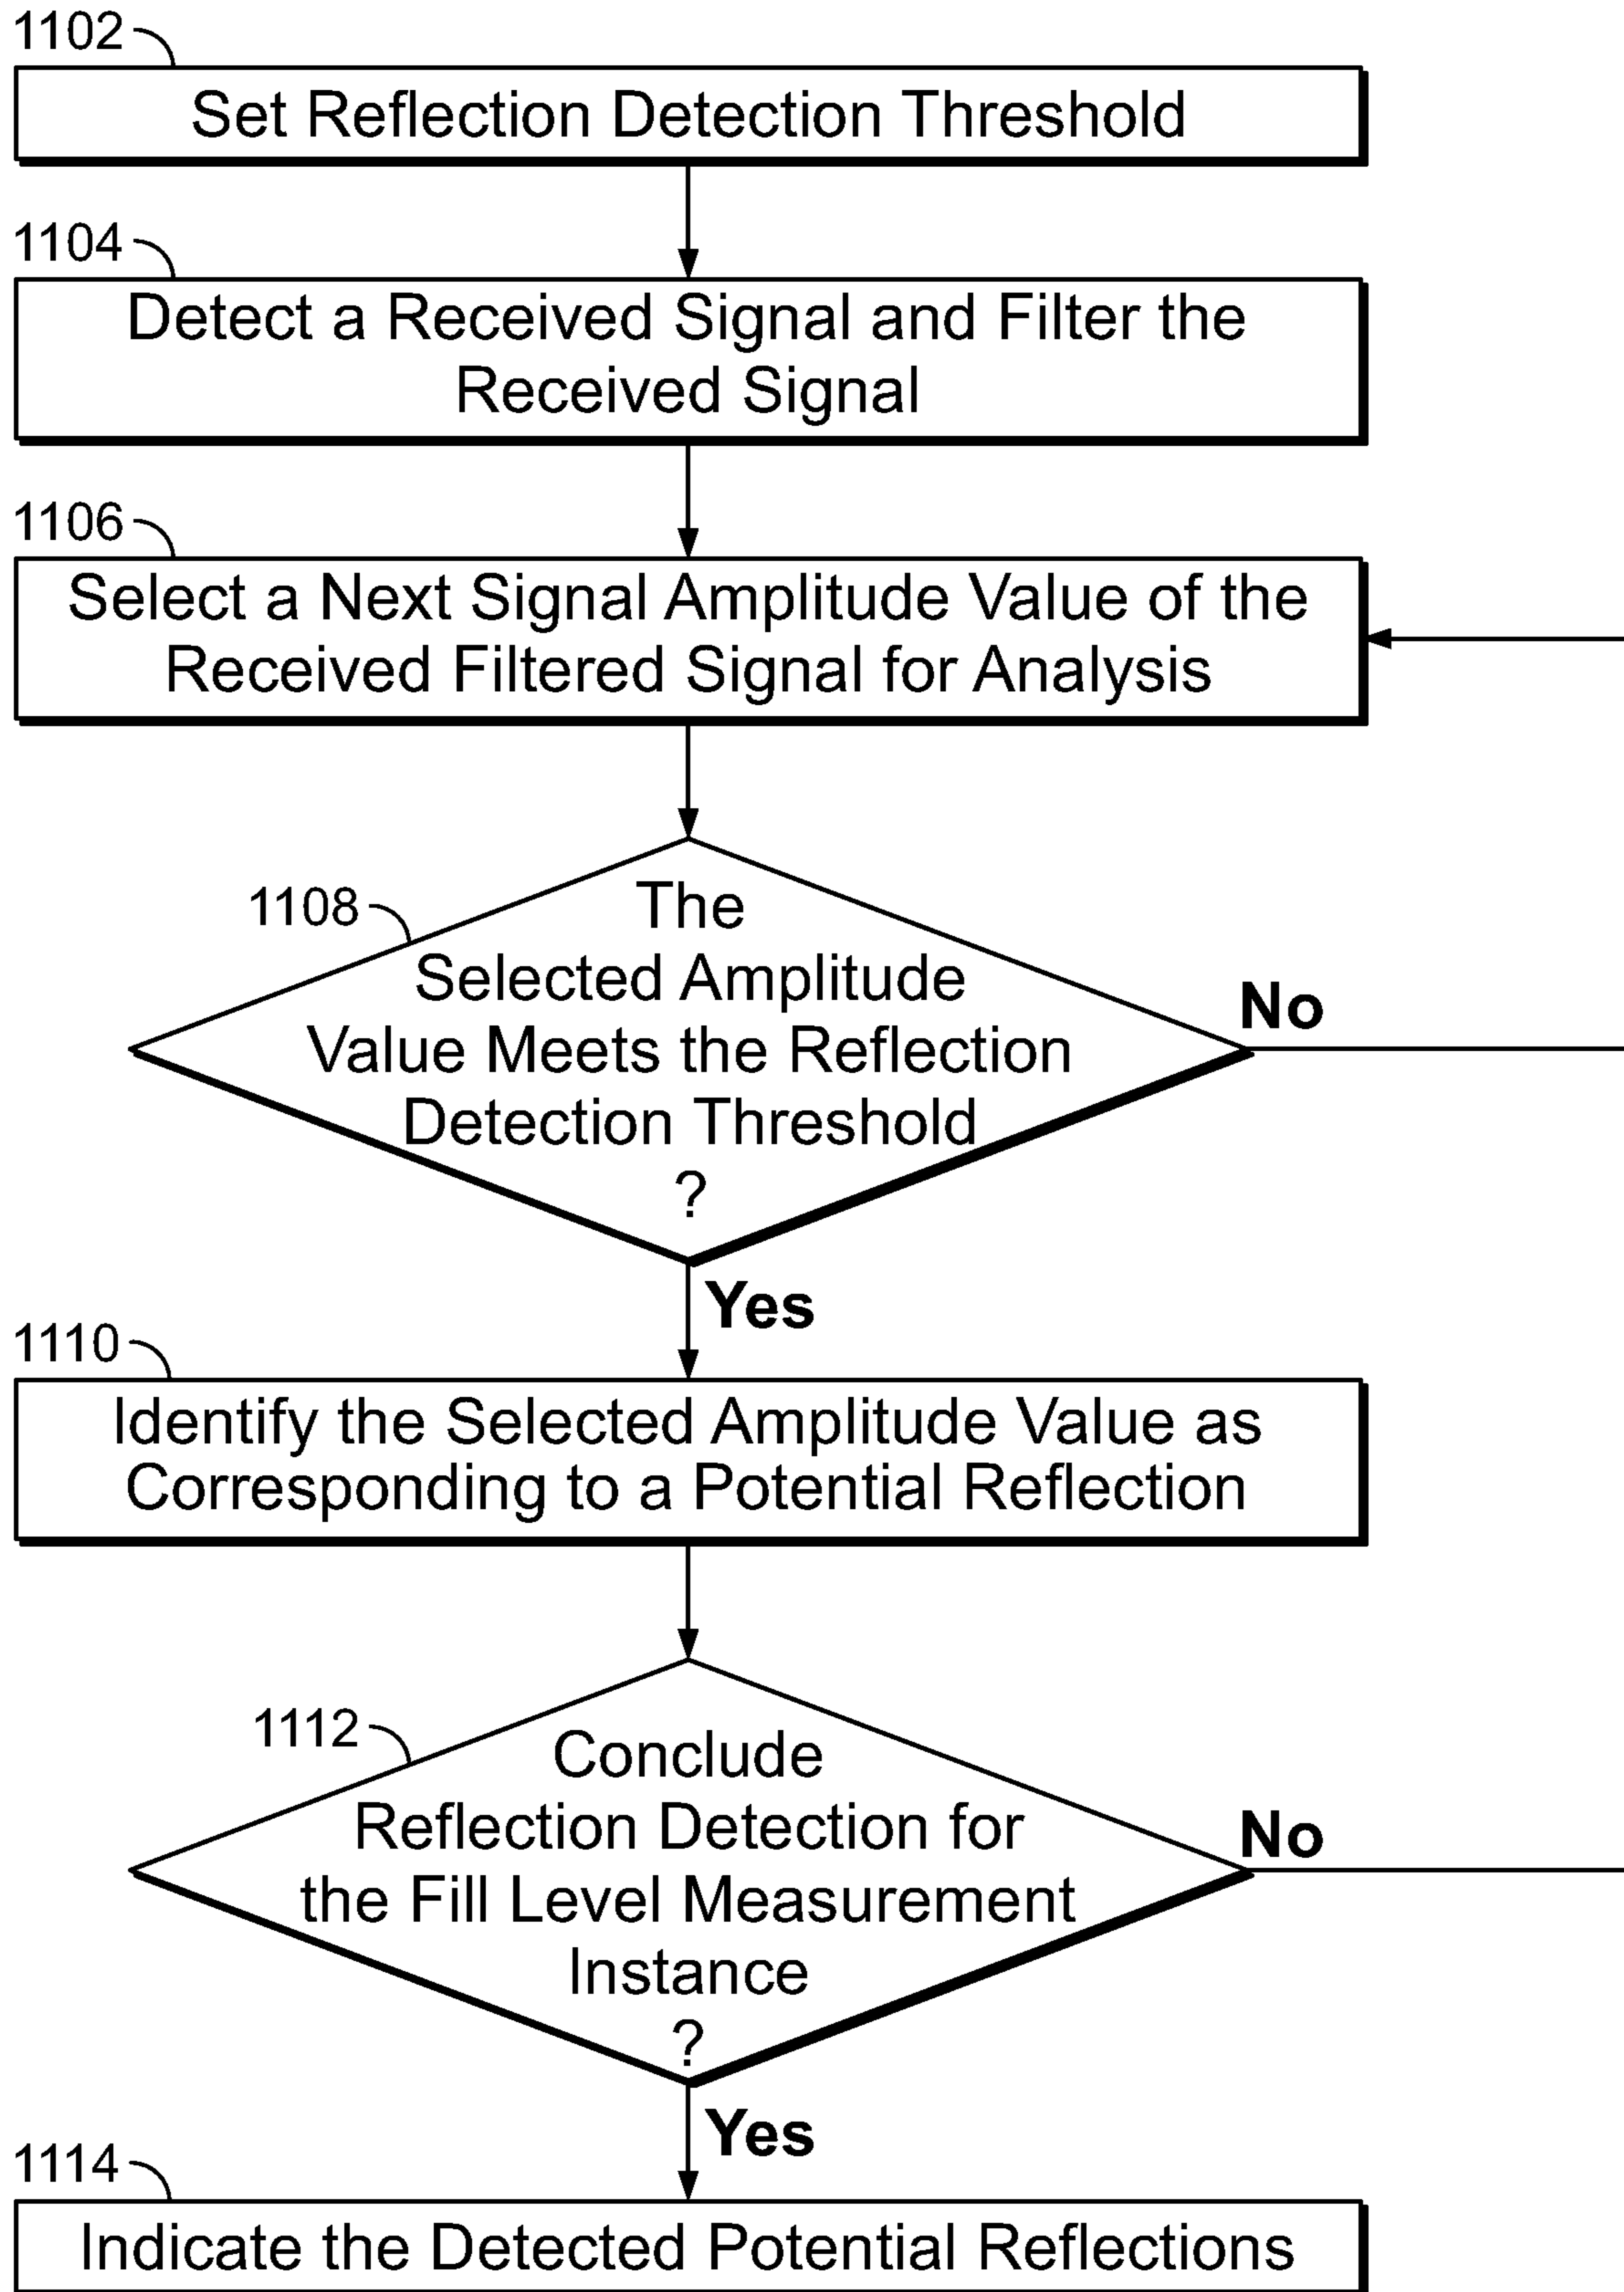 1102
Set Reflection Detection Threshold
1104
Detect a Received Signal and Filter the
Received Signal
1106
Select a Next Signal Amplitude Value of the
Received Filtered Signal for Analysis
1108
The
Selected Amplitude
Value Meets the Reflection
Detection Threshold
?
No
Yes
1110
Identify the Selected Amplitude Value as
Corresponding to a Potential Reflection
1112
Conclude
Reflection Detection for
the Fill Level Measurement
Instance
?
No
Yes
1114
Indicate the Detected Potential Reflections